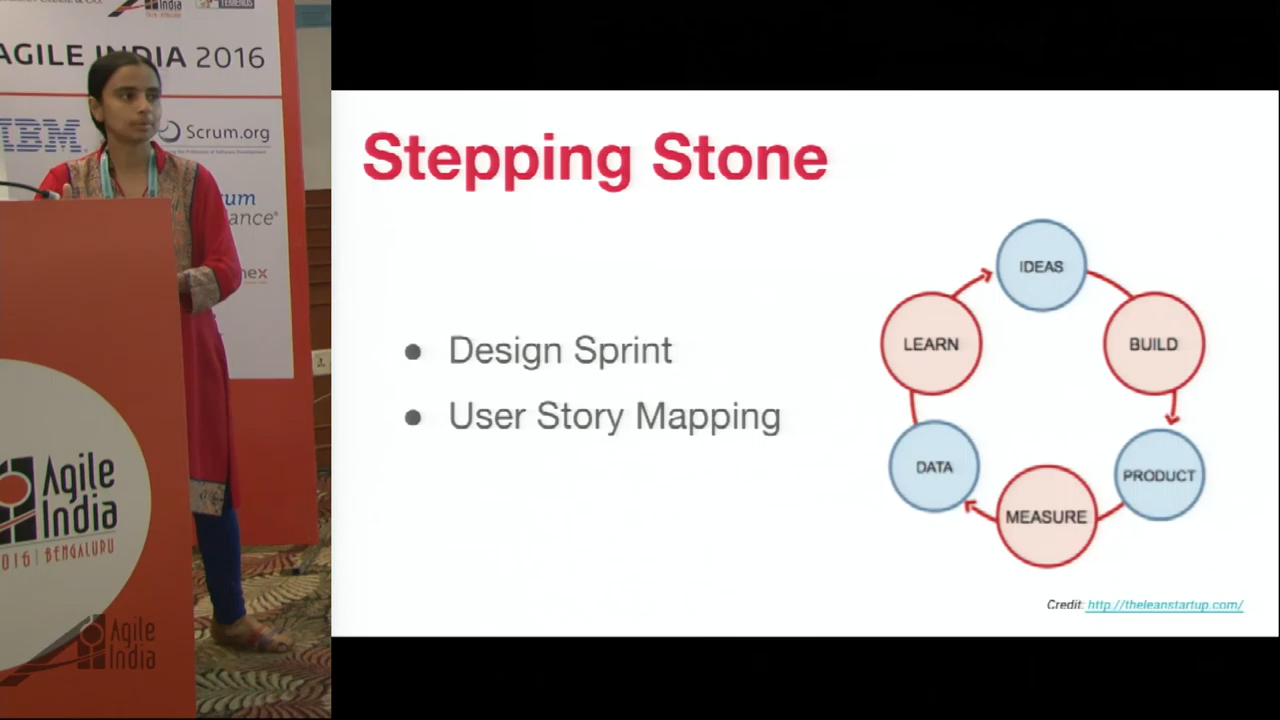 AGILE INDIA 2016
IBM
Scrum.org
Agile
India
2016 | BENGALURU
Agile
India
Stepping Stone
● Design Sprint
● User Story Mapping
IDEAS
BUILD
PRODUCT
MEASURE
DATA
LEARN
Credit: http://theleanstartup.com/